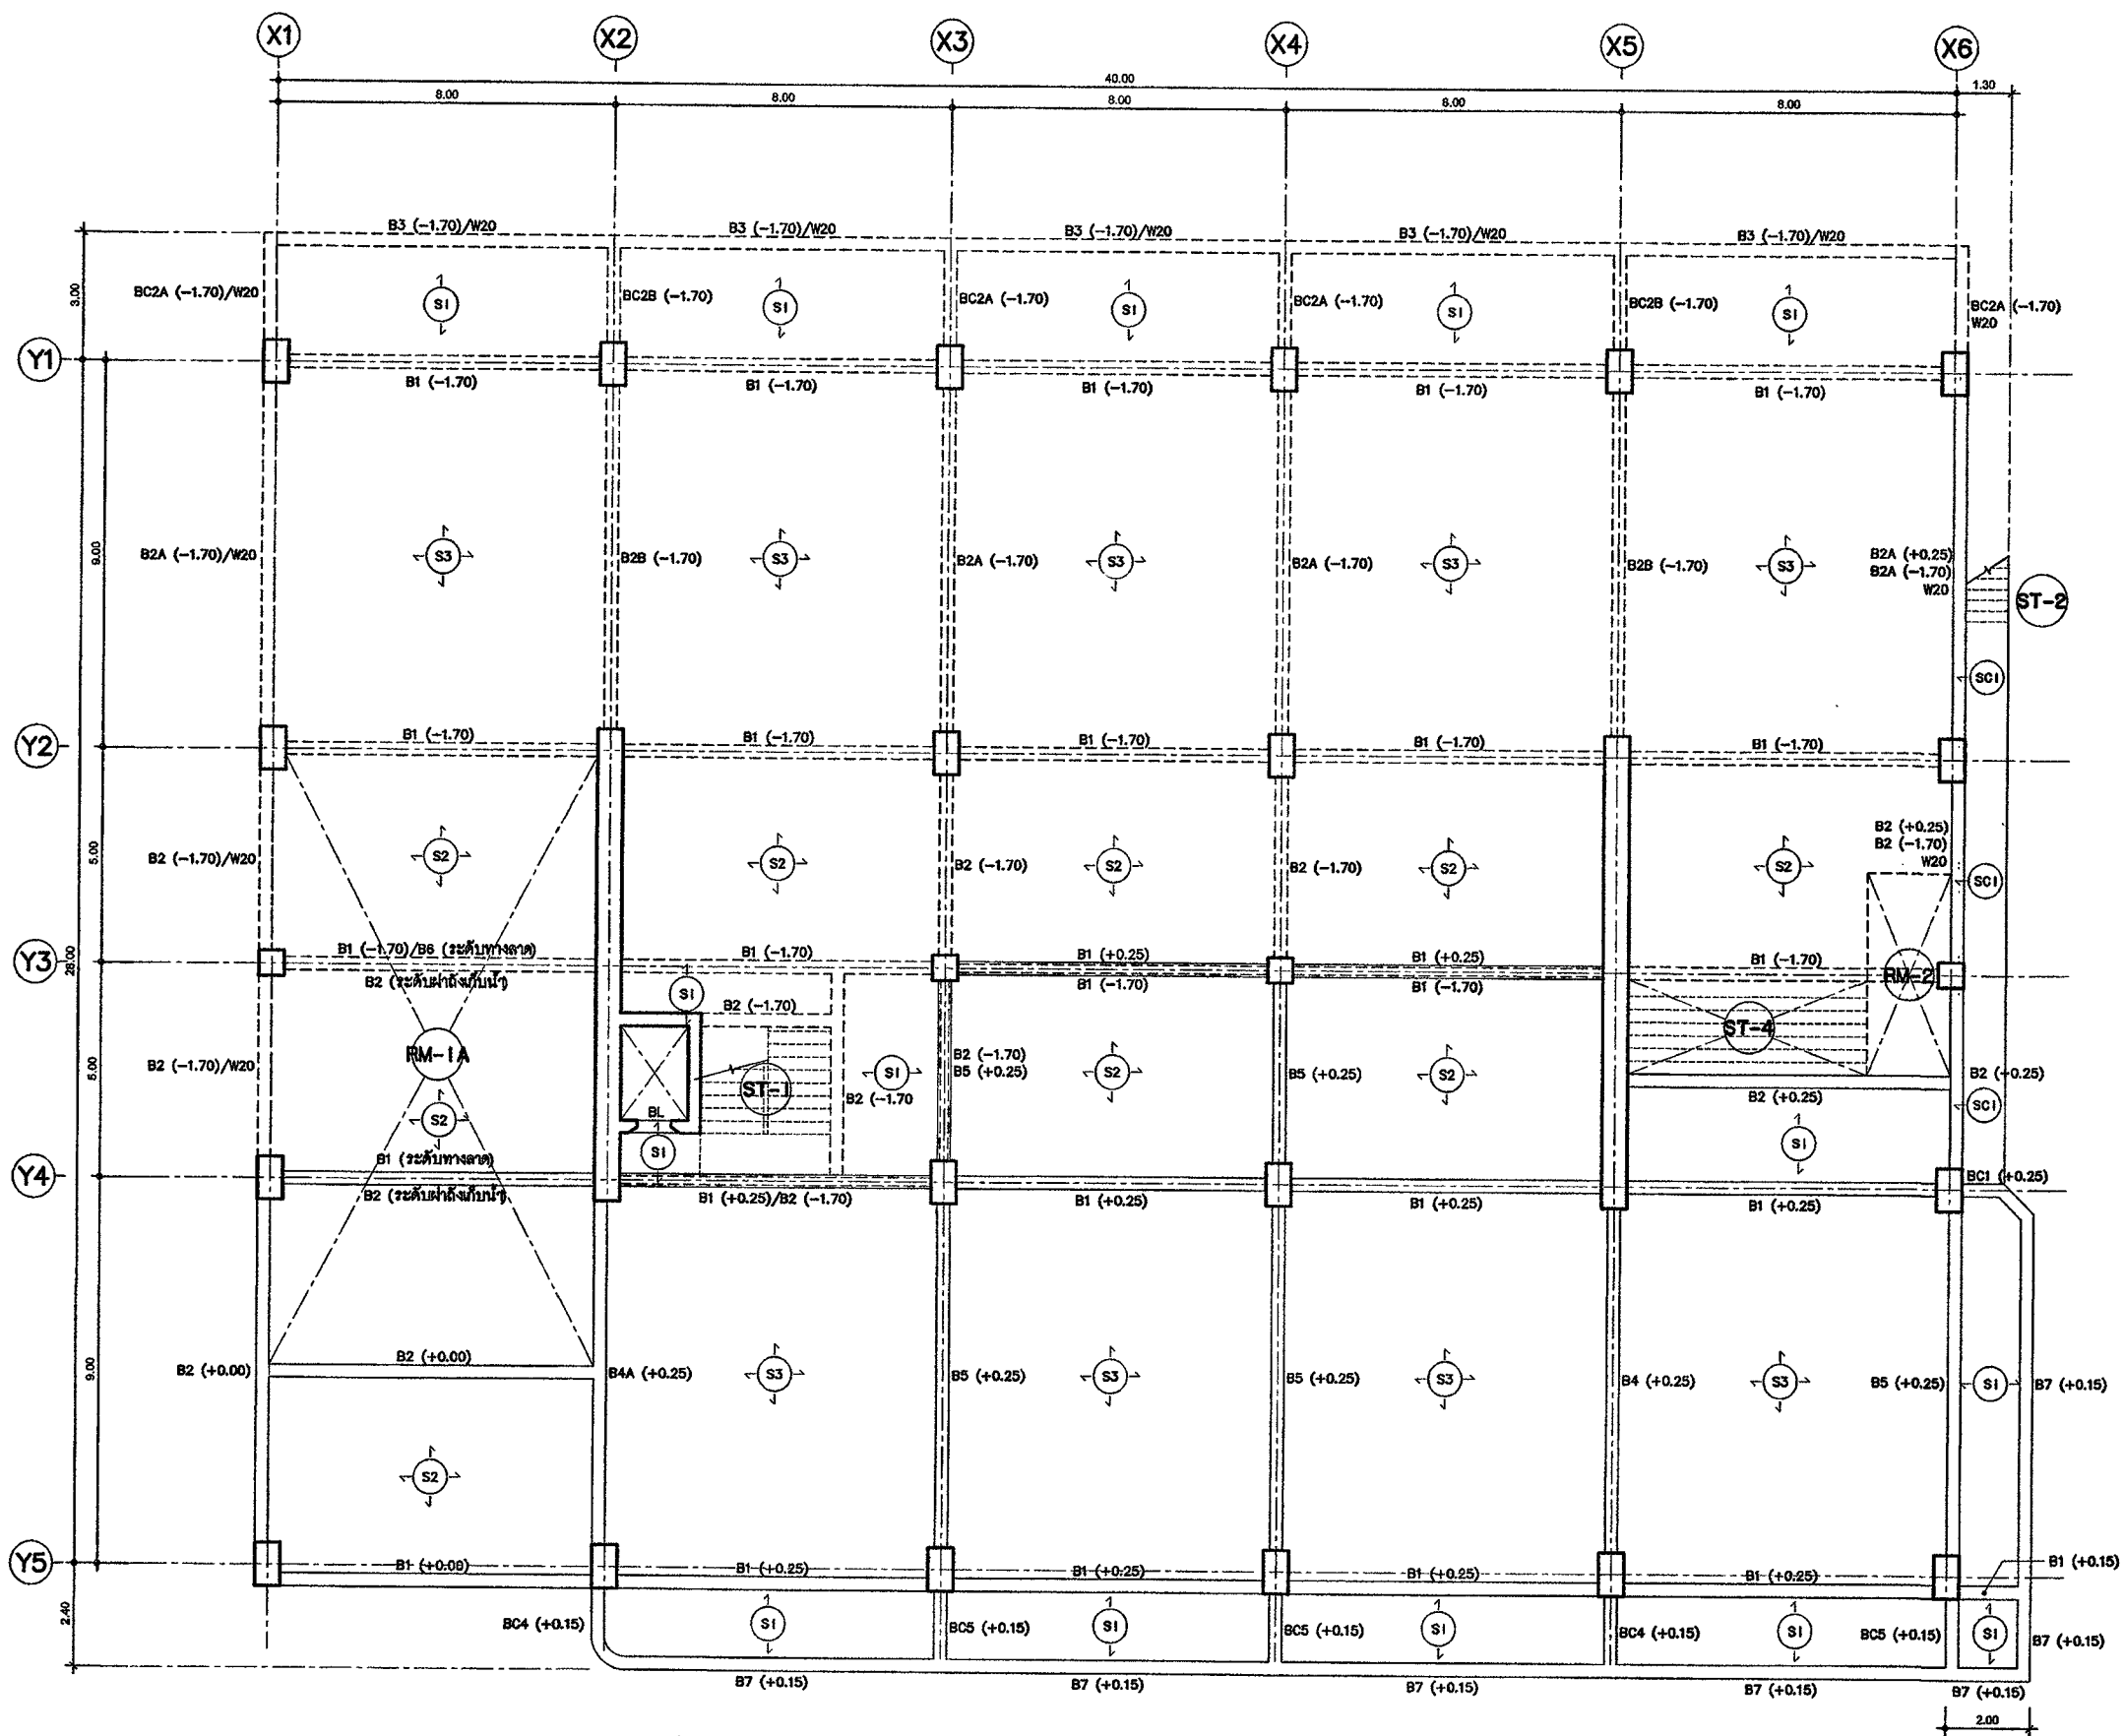 X1 X2 X3 X4 X5 X6
40.00
8.00 8.00 8.00 8.00 8.00 1.30
B3 (-1.70)/W20 B3 (-1.70)/W20 B3 (-1.70)/W20 B3 (-1.70)/W20 B3 (-1.70)/W20
3.00
BC2A (-1.70)/W20 S1 BC2B (-1.70) S1 BC2A (-1.70) S1 BC2A (-1.70) S1 BC2B (-1.70) S1 BC2A (-1.70)
W20
Y1
B1 (-1.70) B1 (-1.70) B1 (-1.70) B1 (-1.70) B1 (-1.70)
9.00
B2A (-1.70)/W20 S3 B2B (-1.70) S3 B2A (-1.70) S3 B2A (-1.70) S3 B2B (-1.70) S3 B2A (+0.25)
B2A (-1.70)
W20
ST-2
SC1
Y2
B1 (-1.70) B1 (-1.70) B1 (-1.70) B1 (-1.70) B1 (-1.70)
5.00
B2 (-1.70)/W20 S2 S2 B2 (-1.70) S2 B2 (-1.70) S2 S2 B2 (+0.25)
B2 (-1.70)
W20
SC1
Y3
28.00
B1 (-1.70)/B6 (ระดับทางลาด) B1 (-1.70) B1 (+0.25) B1 (+0.25) B1 (-1.70)
B2 (ระดับฝาถังเก็บน้ำ) B1 (-1.70) B1 (-1.70)
RM-2
S1 B2 (-1.70)
ST-4
5.00
B2 (-1.70)/W20 RM-1A ST-1 S1 B2 (-1.70)
B5 (+0.25) S2 B5 (+0.25) S2 B2 (+0.25)
B2 (-1.70
B2 (+0.25) SC1
BL
S2 S1 S1
B1 (ระดับทางลาด)
Y4
BC1 (+0.25)
B2 (ระดับฝาถังเก็บน้ำ) B1 (+0.25)/B2 (-1.70) B1 (+0.25) B1 (+0.25) B1 (+0.25)
B2 (+0.00)
9.00
B2 (+0.00) B4A (+0.25) S3 B5 (+0.25) S3 B5 (+0.25) S3 B4 (+0.25) S3 B5 (+0.25) S1 B7 (+0.15)
S2
Y5
B1 (+0.00) B1 (+0.25) B1 (+0.25) B1 (+0.25) B1 (+0.25) B1 (+0.15)
2.40
BC4 (+0.15) S1 BC5 (+0.15) S1 BC5 (+0.15) S1 BC4 (+0.15) S1 BC5 (+0.15) S1 B7 (+0.15)
B7 (+0.15) B7 (+0.15) B7 (+0.15) B7 (+0.15) B7 (+0.15)
2.00